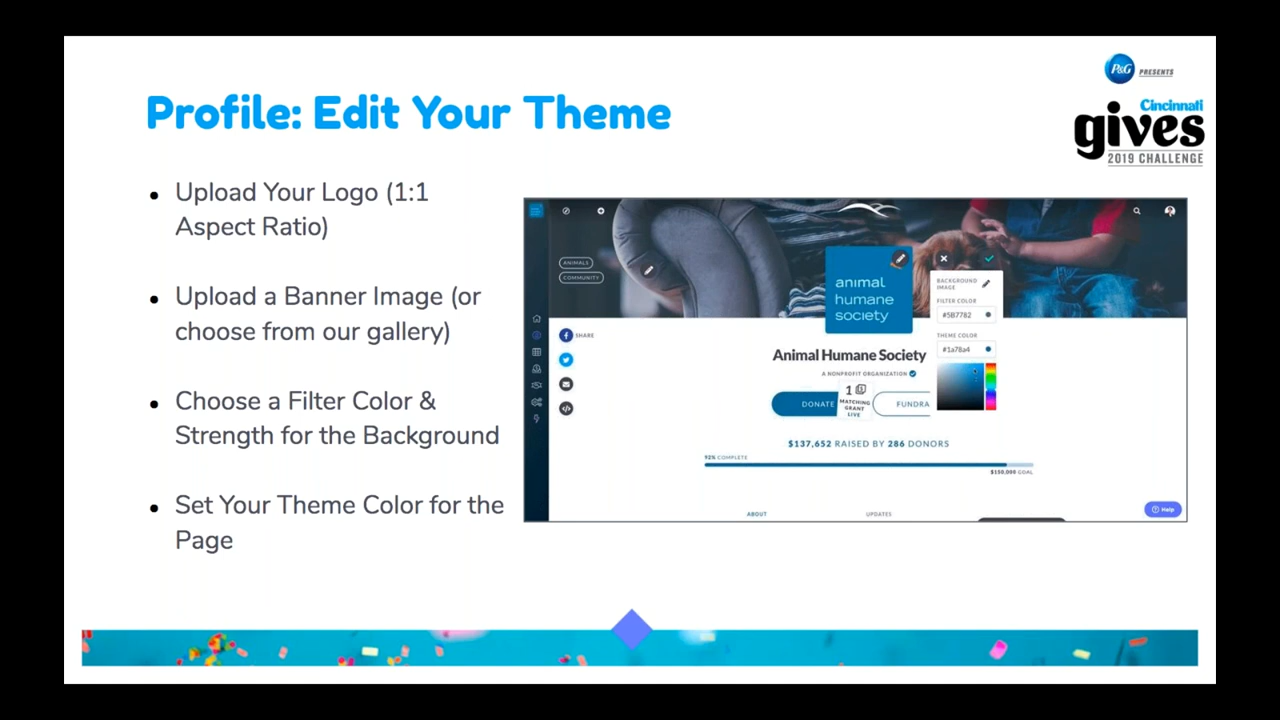 P&G PRESENTS
Cincinnati
gives
2019 CHALLENGE
Profile: Edit Your Theme
Upload Your Logo (1:1
Aspect Ratio)
Upload a Banner Image (or
choose from our gallery)
Choose a Filter Color &
Strength for the Background
Set Your Theme Color for the
Page
ANIMALS
COMMUNITY
animal
humane
society
BACKGROUND
IMAGE
FILTER COLOR
#5B7782
THEME COLOR
#1a78a4
SHARE
Animal Humane Society
A NONPROFIT ORGANIZATION
DONATE
1
MATCHING
GRANT
LIVE
FUNDRA
$137,652 RAISED BY 286 DONORS
92% COMPLETE
$150,000 GOAL
ABOUT
UPDATES
Help